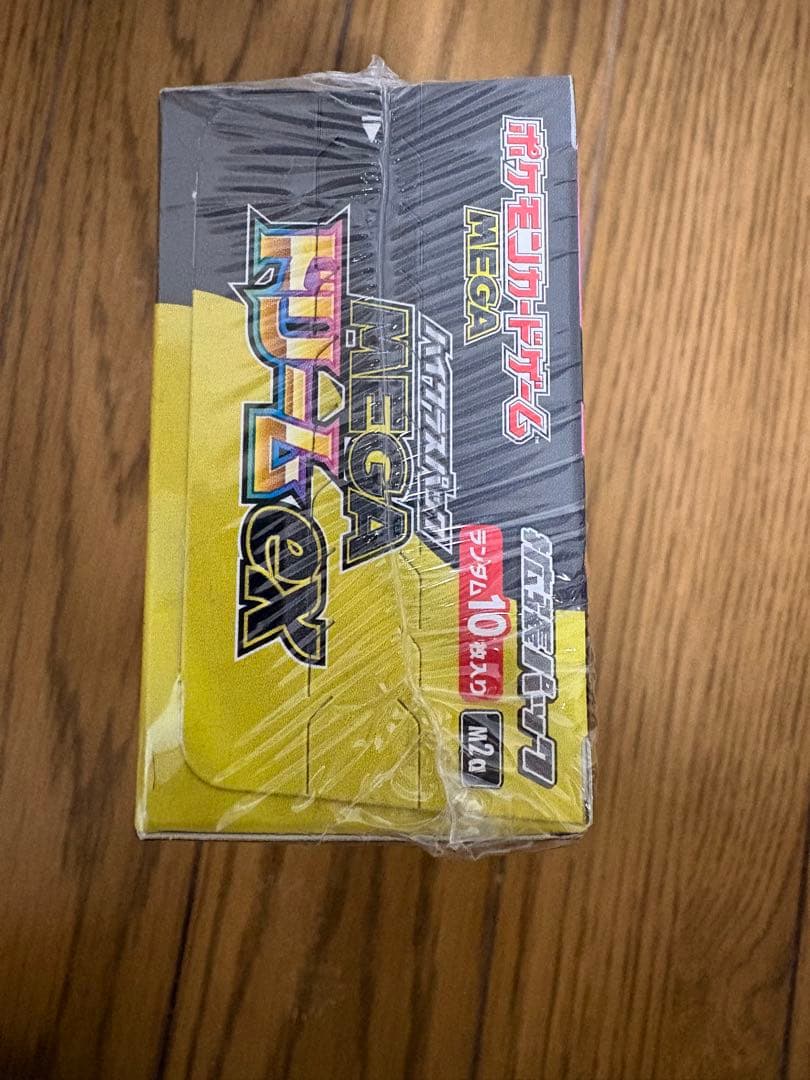 ポケモンカードゲーム
MEGA
拡張パック
ランダム10枚入り
M2a
ハイクラスパック
MEGA
ドリームex